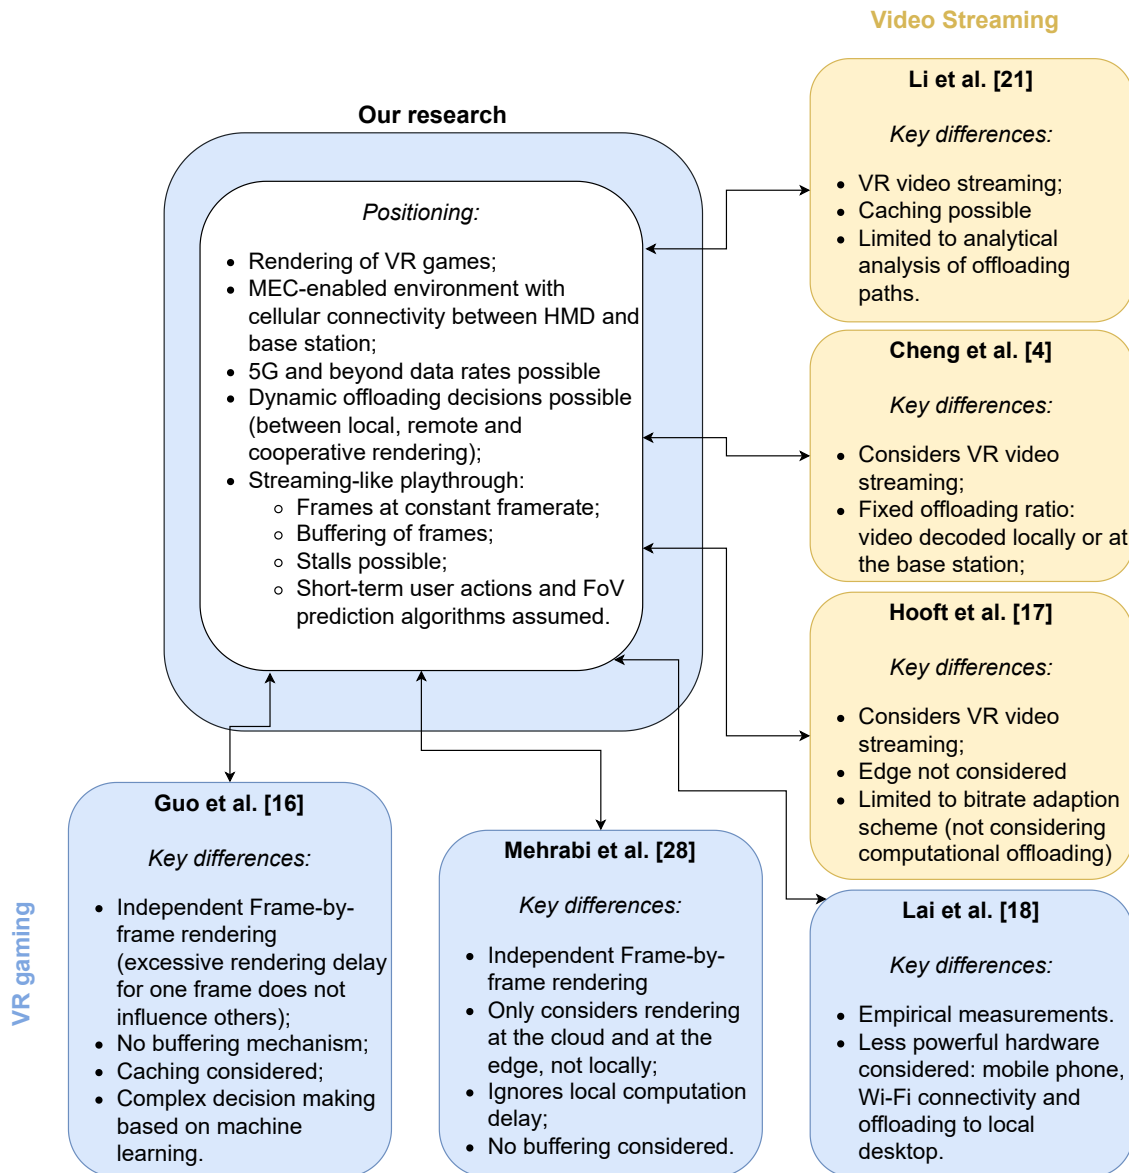 Video Streaming
Our research
Positioning:
• Rendering of VR games;
• MEC-enabled environment with
cellular connectivity between HMD and
base station;
• 5G and beyond data rates possible
• Dynamic offloading decisions possible
(between local, remote and
cooperative rendering);
• Streaming-like playthrough:
○ Frames at constant framerate;
○ Buffering of frames;
○ Stalls possible;
○ Short-term user actions and FoV
prediction algorithms assumed.
Li et al. [21]
Key differences:
• VR video streaming;
• Caching possible
• Limited to analytical
analysis of offloading
paths.
Cheng et al. [4]
Key differences:
• Considers VR video
streaming;
• Fixed offloading ratio:
video decoded locally or at
the base station;
Hooft et al. [17]
Key differences:
• Considers VR video
streaming;
• Edge not considered
• Limited to bitrate adaption
scheme (not considering
computational offloading)
VR gaming
Guo et al. [16]
Key differences:
• Independent Frame-by-
frame rendering
(excessive rendering delay
for one frame does not
influence others);
• No buffering mechanism;
• Caching considered;
• Complex decision making
based on machine
learning.
Mehrabi et al. [28]
Key differences:
• Independent Frame-by-
frame rendering
• Only considers rendering
at the cloud and at the
edge, not locally;
• Ignores local computation
delay;
• No buffering considered.
Lai et al. [18]
Key differences:
• Empirical measurements.
• Less powerful hardware
considered: mobile phone,
Wi-Fi connectivity and
offloading to local
desktop.